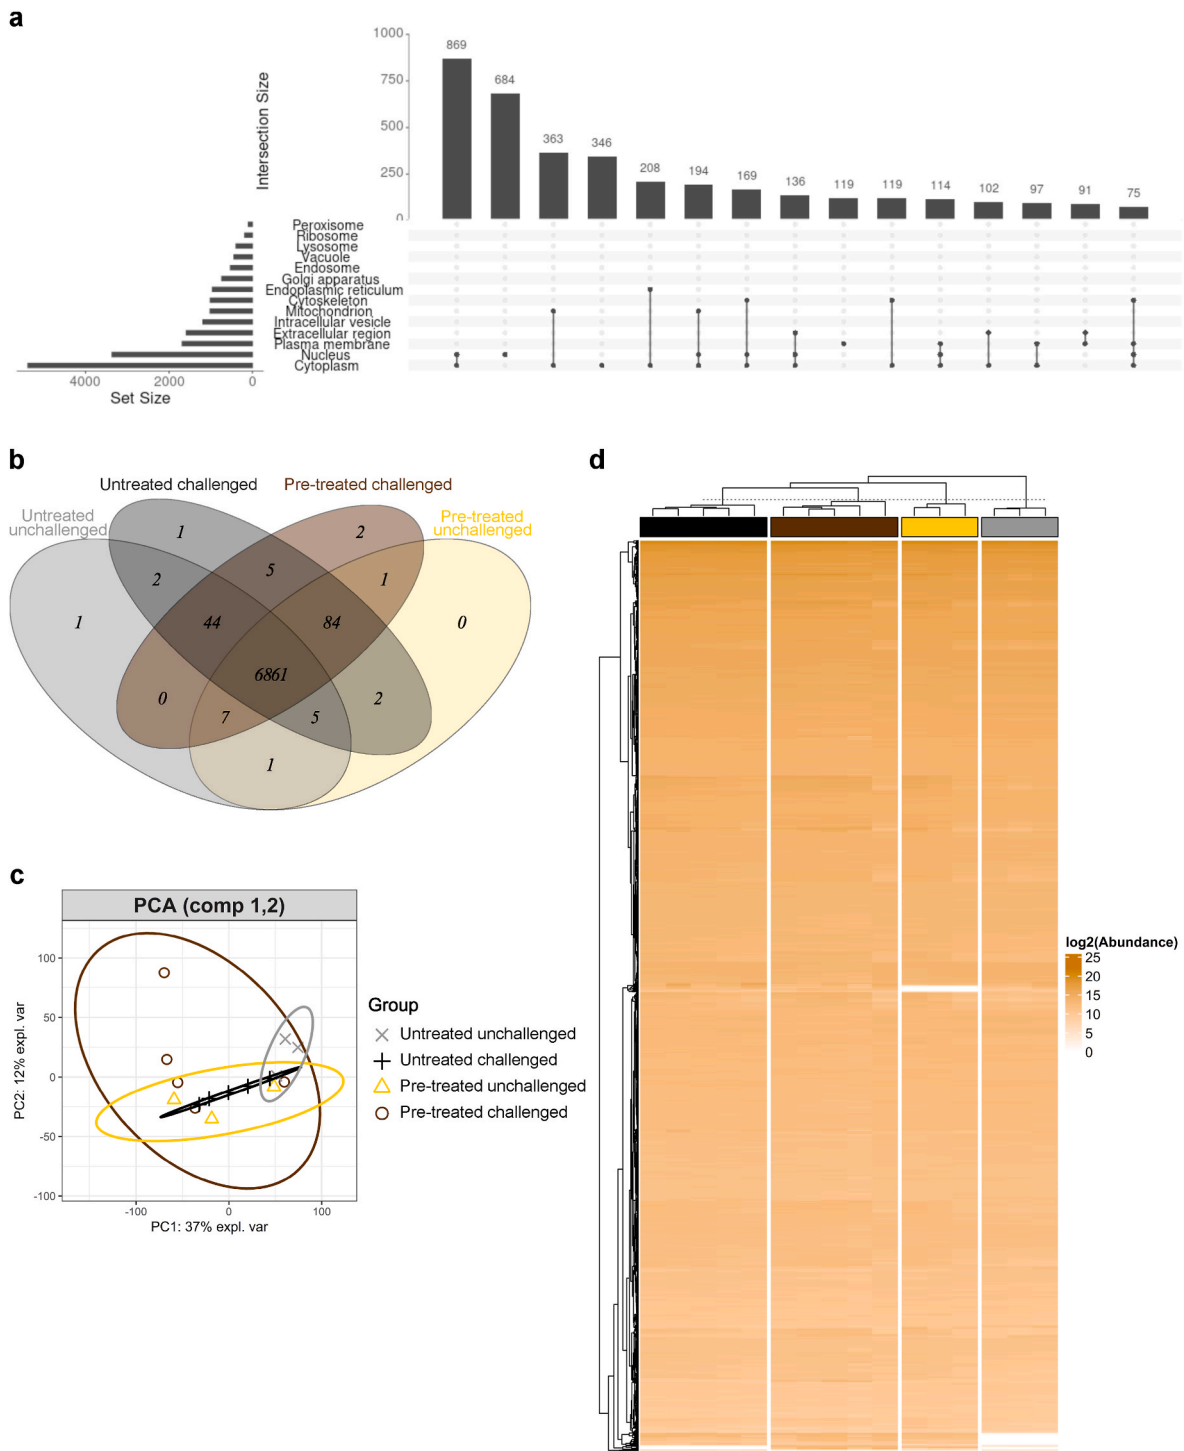 a
Intersection Size
1000
750
500
250
0
869
684
363
346
208
194
169
136
119
119
114
102
97
91
75
Peroxisome
Ribosome
Lysosome
Vacuole
Endosome
Golgi apparatus
Endoplasmic reticulum
Cytoskeleton
Mitochondrion
Intracellular vesicle
Extracellular region
Plasma membrane
Nucleus
Cytoplasm
4000 2000 0
Set Size
b
Untreated challenged
Pre-treated challenged
Untreated
unchallenged
Pre-treated
unchallenged
1
2
2
5
1
1
44
84
0
6861
0
7
5
2
1
c
PCA (comp 1,2)
100
50
0
-50
-100
PC2: 12% expl. var
-100 0 100
PC1: 37% expl. var
Group
Untreated unchallenged
Untreated challenged
Pre-treated unchallenged
Pre-treated challenged
d
log2(Abundance)
25
20
15
10
5
0